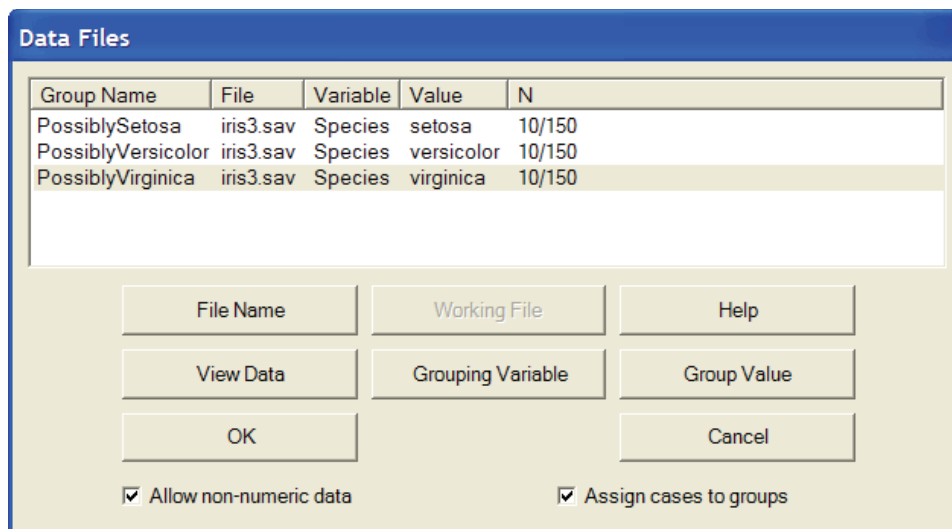 Data Files
Group Name File Variable Value N
PossiblySetosa iris3.sav Species setosa 10/150
PossiblyVersicolor iris3.sav Species versicolor 10/150
PossiblyVirginica iris3.sav Species virginica 10/150
File Name Working File Help
View Data Grouping Variable Group Value
OK Cancel
Allow non-numeric data Assign cases to groups